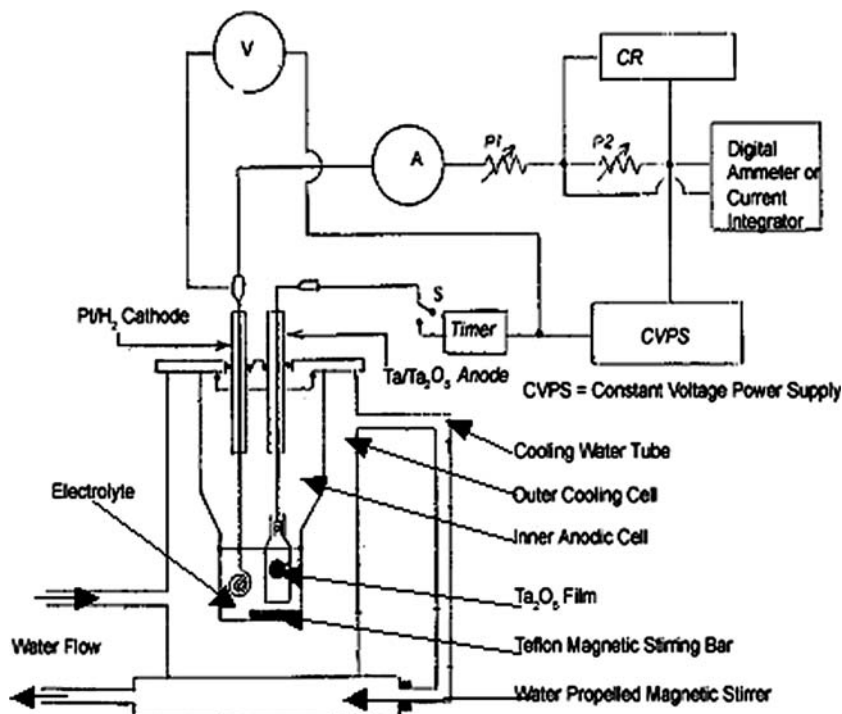 V
CR
P1
P2
A
Digital
Ammeter or
Current
Integrator
S
Pt/H2 Cathode
Timer
CVPS
Ta/Ta2O5 Anode
CVPS = Constant Voltage Power Supply
Cooling Water Tube
Electrolyte
Outer Cooling Cell
Inner Anodic Cell
Ta2O5 Film
Teflon Magnetic Stirring Bar
Water Flow
Water Propelled Magnetic Stirrer